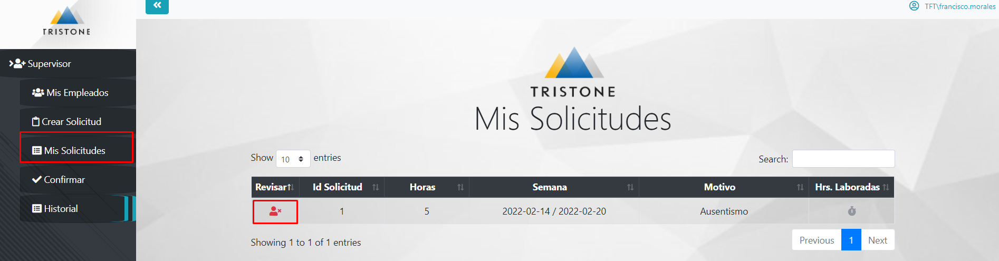 TFT\francisco.morales
TRISTONE
Supervisor
Mis Empleados
Crear Solicitud
Mis Solicitudes
Confirmar
Historial
TRISTONE
Mis Solicitudes
Show 10 entries
Search:
Revisar Id Solicitud Horas Semana Motivo Hrs. Laboradas
1 5 2022-02-14 / 2022-02-20 Ausentismo
Showing 1 to 1 of 1 entries
Previous 1 Next